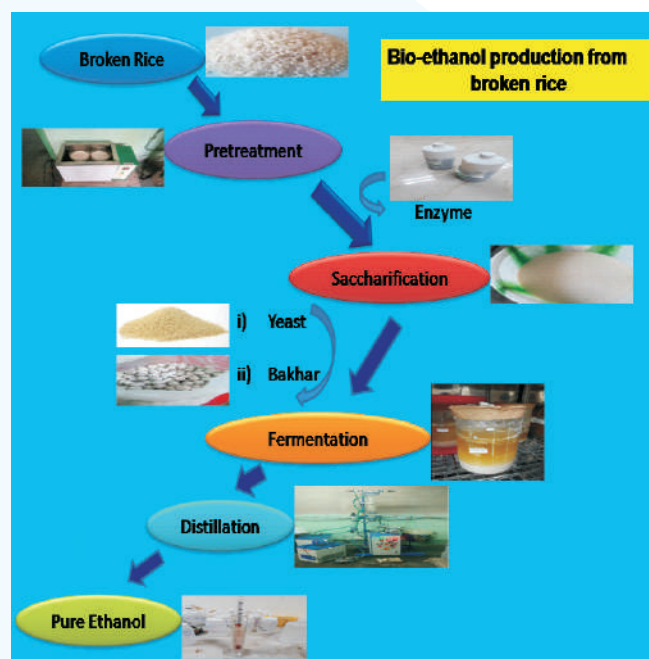 Bio-ethanol production from
broken rice
Broken Rice
Pretreatment
Enzyme
Saccharification
i) Yeast
ii) Bakhar
Fermentation
Distillation
Pure Ethanol